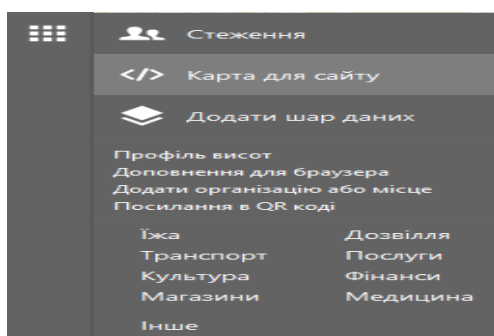 Стеження
</> Карта для сайту
Додати шар даних
Профіль висот
Доповнення для браузера
Додати організацію або місце
Посилання в QR коді
Їжа Дозвілля
Транспорт Послуги
Культура Фінанси
Магазини Медицина
Інше